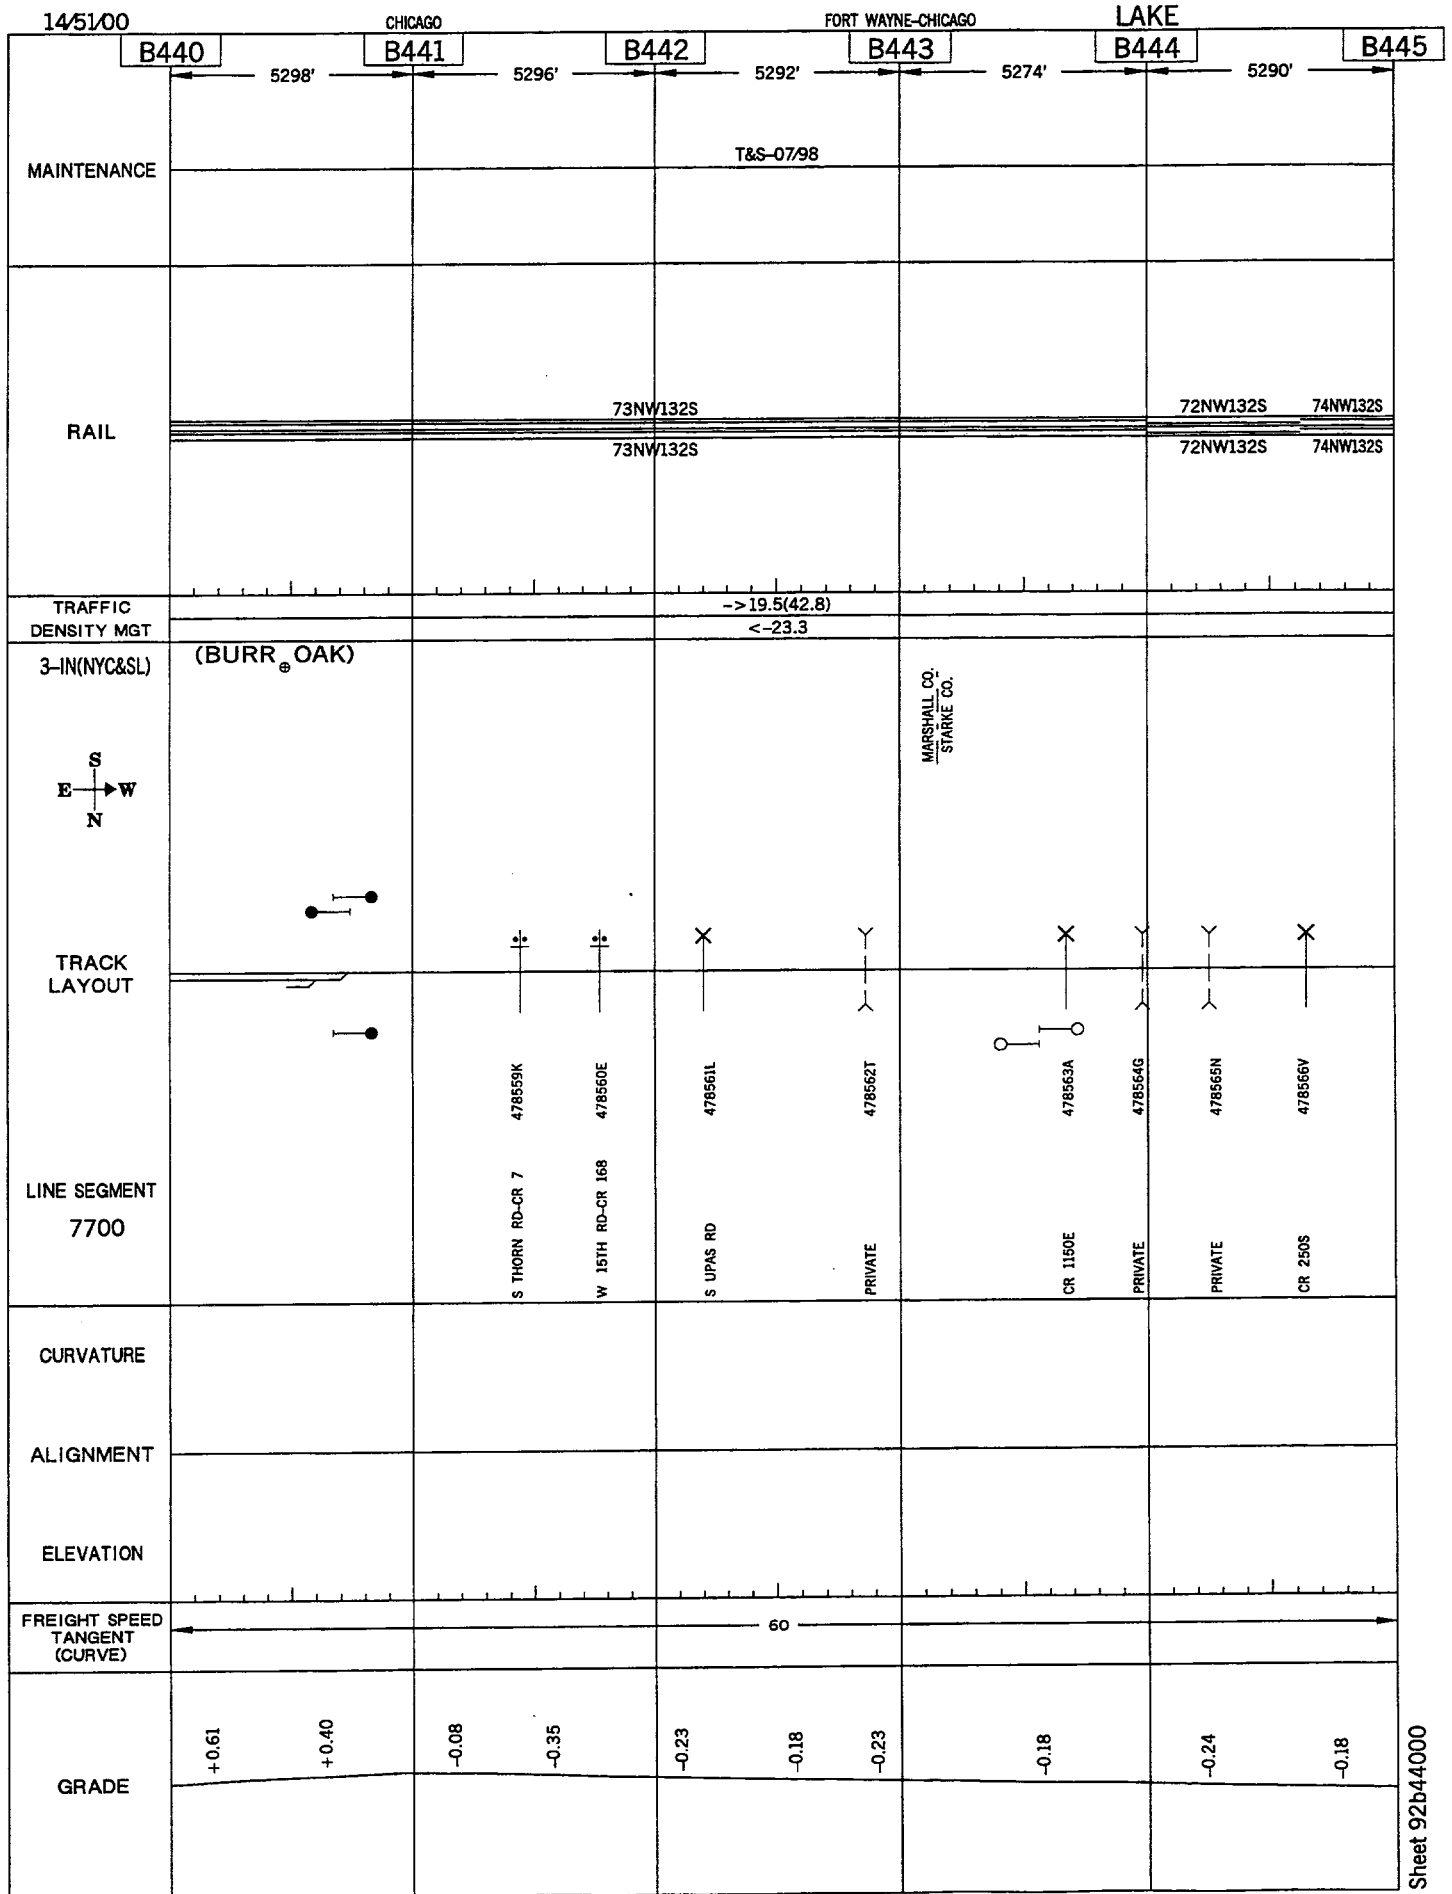 14/51/00 CHICAGO FORT WAYNE-CHICAGO LAKE
B440 B441 B442 B443 B444 B445
5298' 5296' 5292' 5274' 5290'
T&S-07/98
MAINTENANCE
73NW132S 72NW132S 74NW132S
RAIL
73NW132S 72NW132S 74NW132S
TRAFFIC
DENSITY MGT
->19.5(42.8)
<-23.3
3-IN(NYC&SL)
(BURR OAK)
MARSHALL CO.
STARKE CO.
S
E W
N
TRACK
LAYOUT
478559K
478560E
478561L
478562T
478563A
478564G
478565N
478566V
LINE SEGMENT
7700
S THORN RD-CR 7
W 15TH RD-CR 168
S UPAS RD
PRIVATE
CR 1150E
PRIVATE
PRIVATE
CR 250S
CURVATURE
ALIGNMENT
ELEVATION
FREIGHT SPEED
TANGENT
(CURVE)
60
GRADE
+0.61
+0.40
-0.08
-0.35
-0.23
-0.18
-0.23
-0.18
-0.24
-0.18
Sheet 92b44000